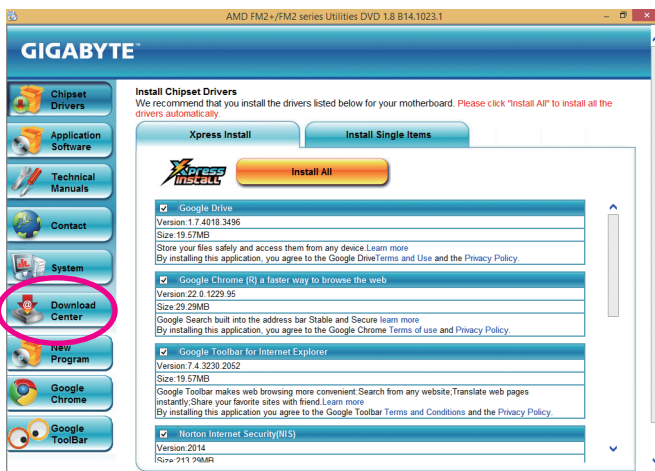 AMD FM2+/FM2 series Utilities DVD 1.8 B14.1023.1
GIGABYTE™
Chipset
Drivers
Application
Software
Technical
Manuals
Contact
System
Download
Center
New
Program
Google
Chrome
Google
ToolBar
Install Chipset Drivers
We recommend that you install the drivers listed below for your motherboard. Please click "Install All" to install all the
drivers automatically.
Xpress Install
Install Single Items
Xpress
Install
Install All
Google Drive
Version:1.7.4018.3496
Size:19.57MB
Store your files safely and access them from any device.Learn more
By installing this application, you agree to the Google DriveTerms and Use and the Privacy Policy.
Google Chrome (R) a faster way to browse the web
Version:22.0.1229.95
Size:29.29MB
Google Search built into the address bar Stable and Secure learn more
By installing this application, you agree to the Google Chrome Terms of use and Privacy Policy.
Google Toolbar for Internet Explorer
Version:7.4.3230.2052
Size:19.57MB
Google Toolbar makes web browsing more convenient:Search from any website;Translate web pages
instantly;Share your favorite sites with friend.Learn more
By installing this application you agree to the Google Toolbar Terms and Conditions and the Privacy Policy.
Norton Internet Security(NIS)
Version:2014
Size:213.29MB